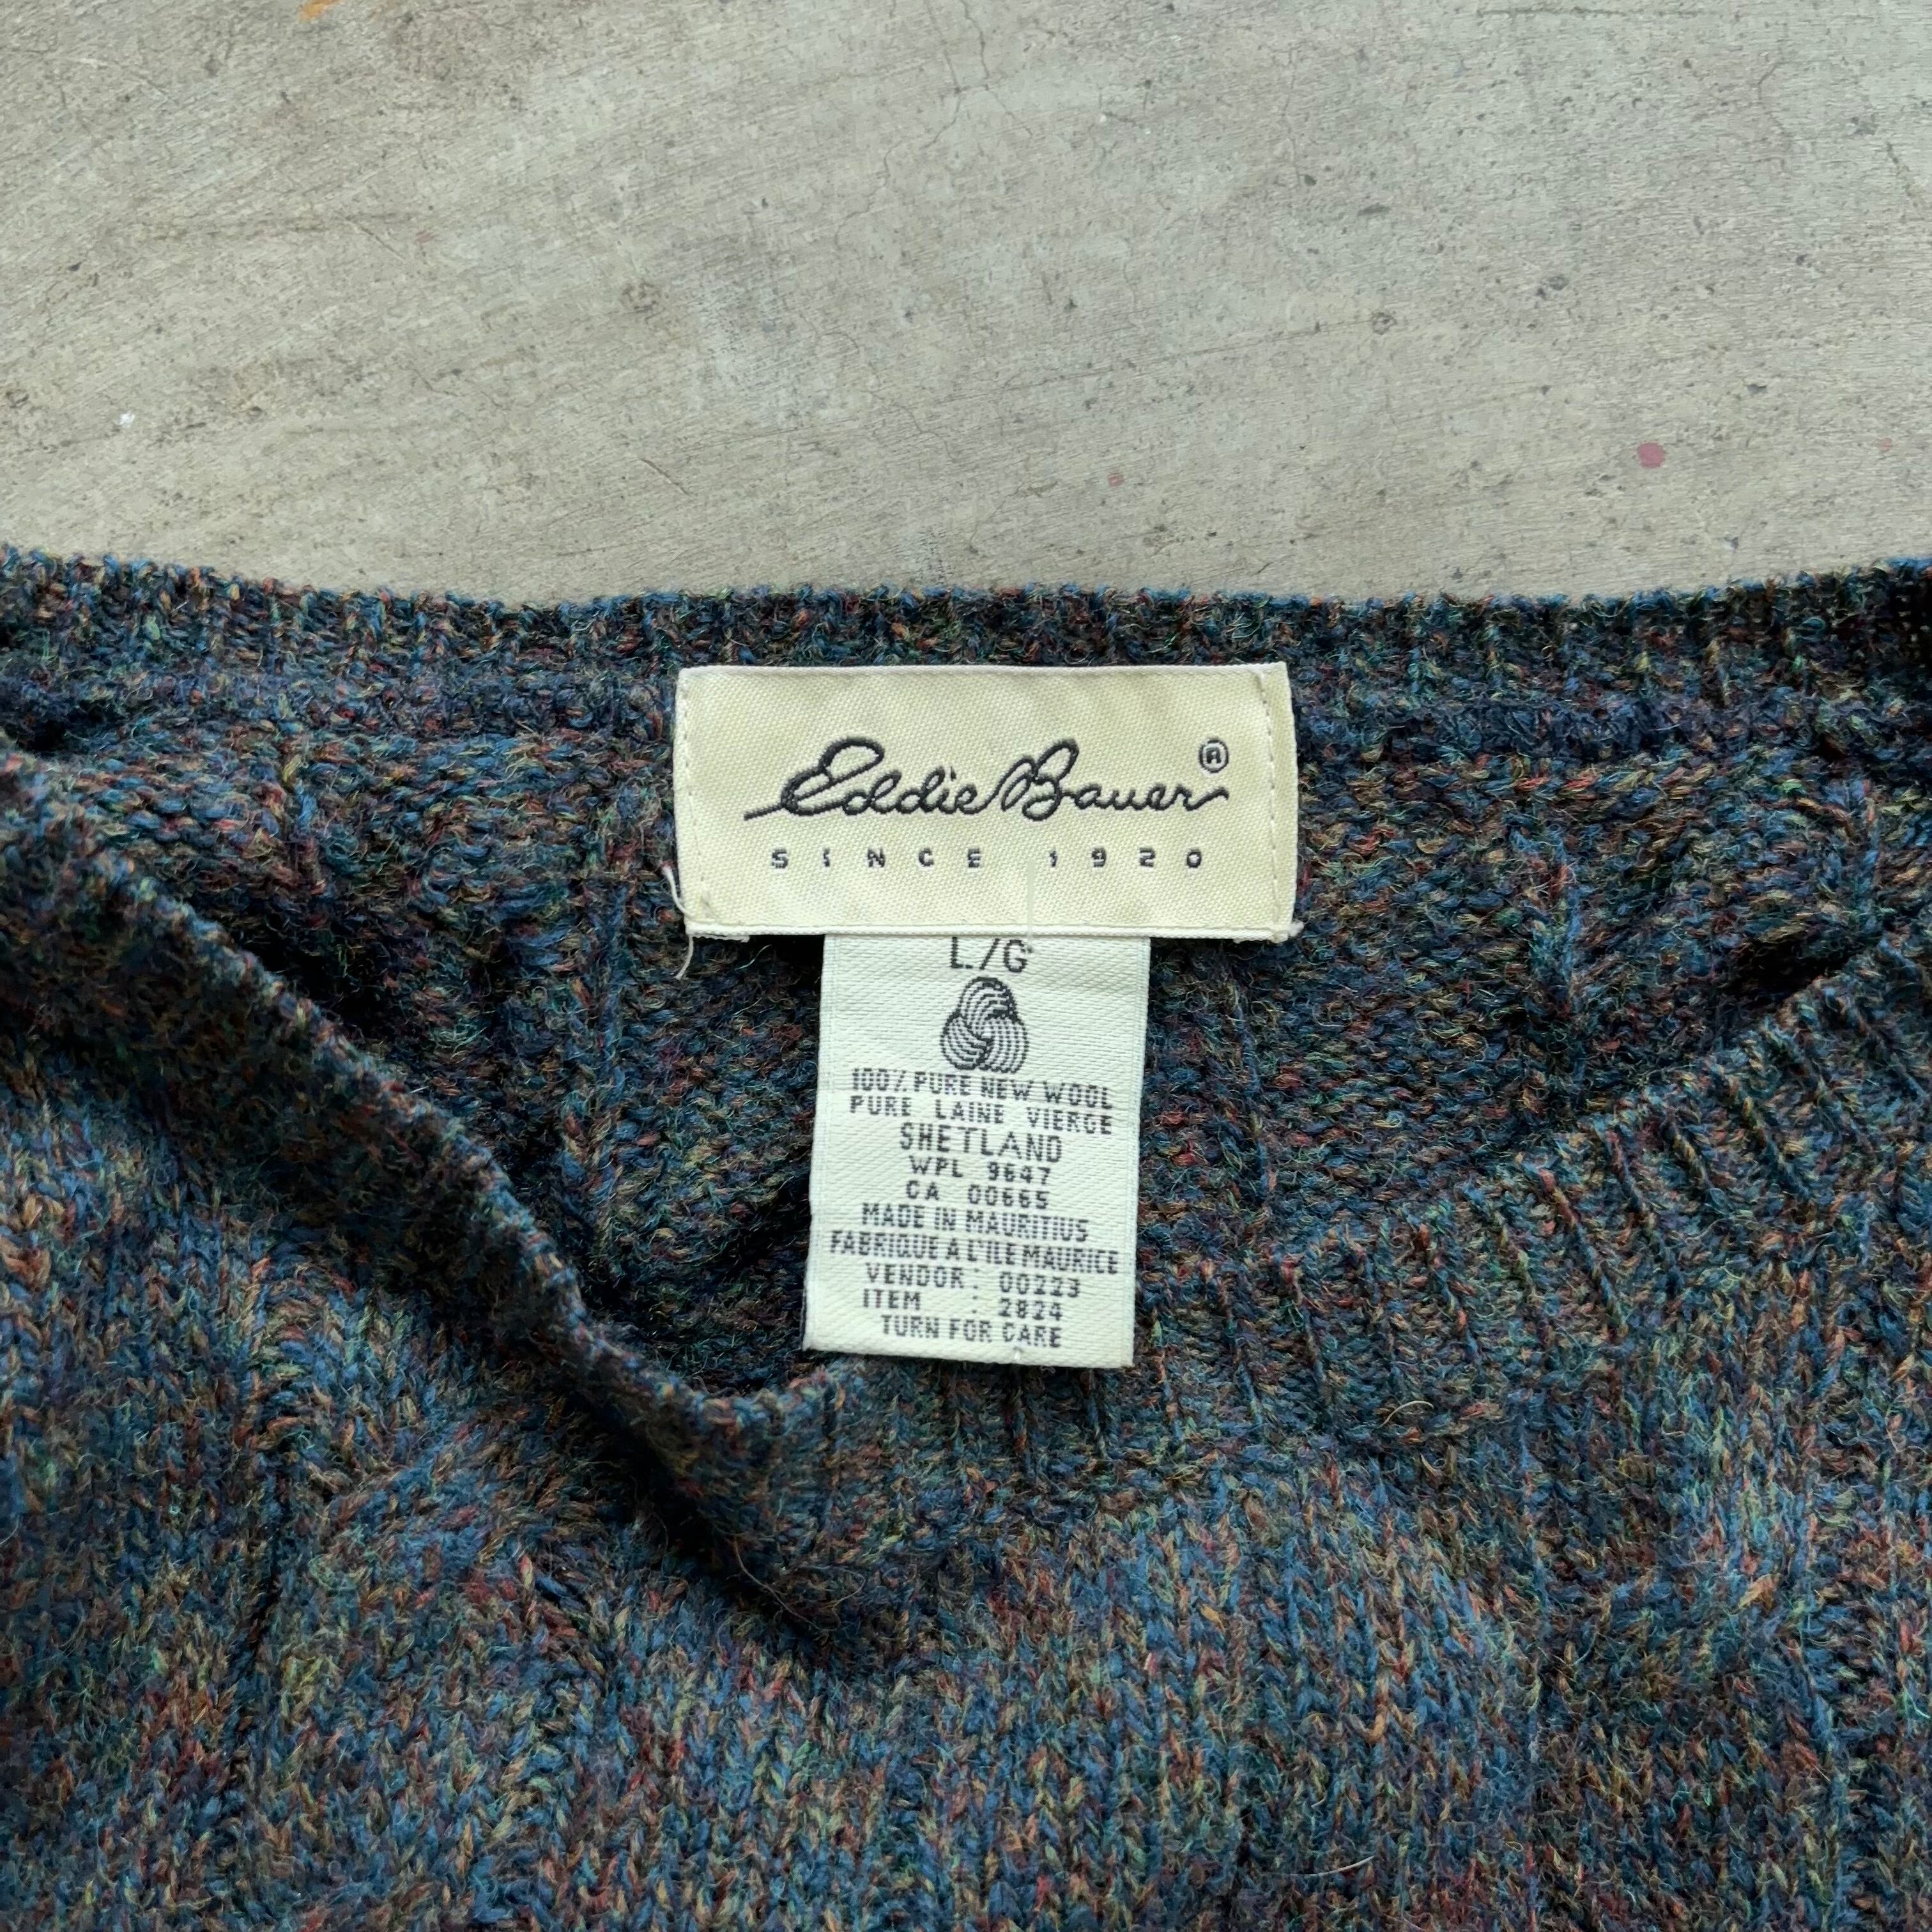 Eddie Bauer®
SINCE 1920
L/G
100% PURE NEW WOOL
PURE LAINE VIERGE
SHETLAND
WPL 9647
CA 00665
MADE IN MAURITIUS
FABRIQUE A L'ILE MAURICE
VENDOR : 00223
ITEM : 2824
TURN FOR CARE